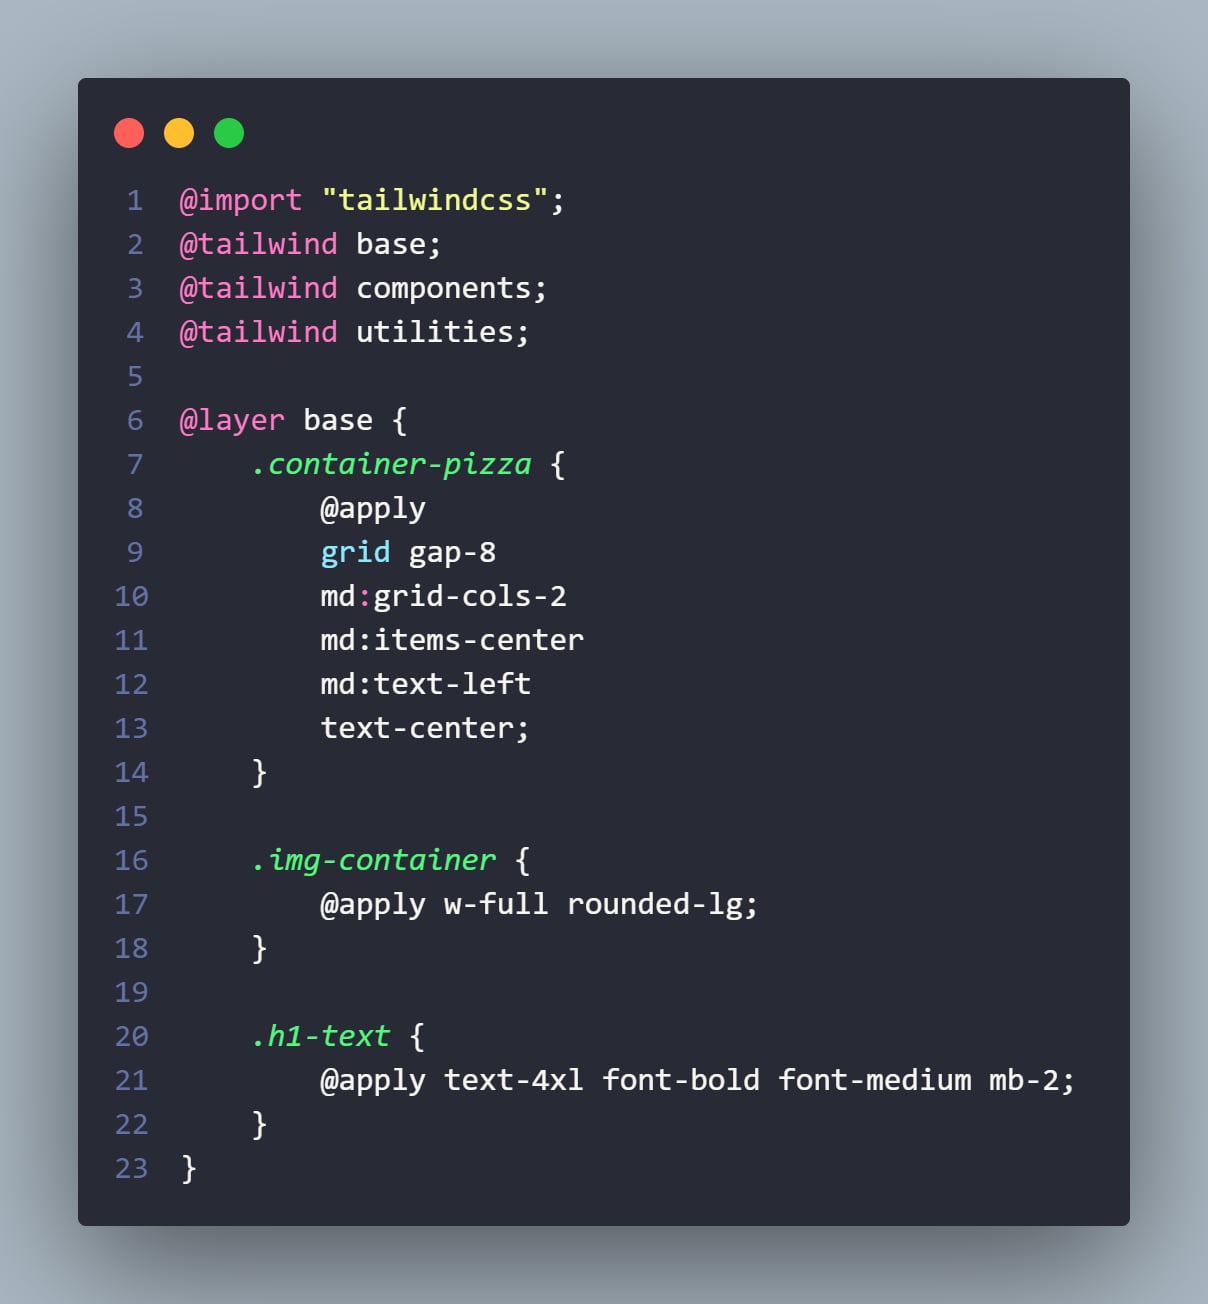 1 @import "tailwindcss";
2 @tailwind base;
3 @tailwind components;
4 @tailwind utilities;
5
6 @layer base {
7     .container-pizza {
8         @apply
9         grid gap-8
10         md:grid-cols-2
11         md:items-center
12         md:text-left
13         text-center;
14     }
15
16     .img-container {
17         @apply w-full rounded-lg;
18     }
19
20     .h1-text {
21         @apply text-4xl font-bold font-medium mb-2;
22     }
23 }